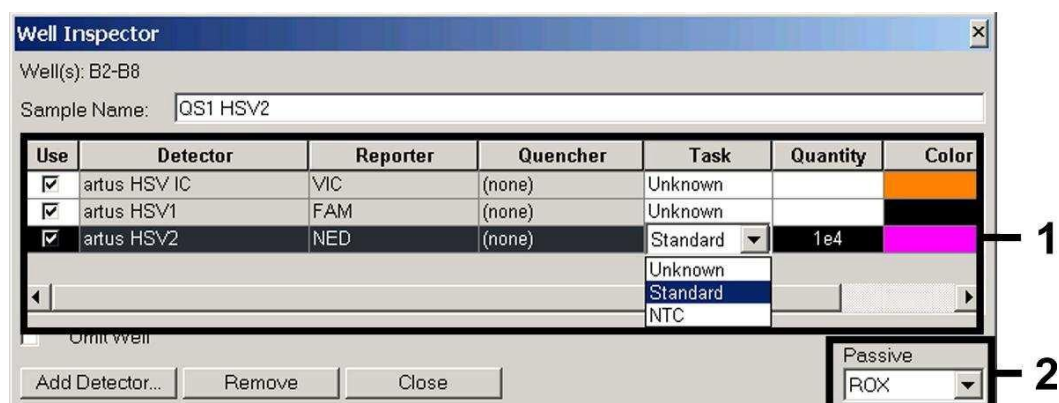 Well Inspector
Well(s): B2-B8
Sample Name: QS1 HSV2
Use Detector Reporter Quencher Task Quantity Color
artus HSV IC VIC (none) Unknown
artus HSV1 FAM (none) Unknown
artus HSV2 NED (none) Standard 1e4
1
Unknown
Standard
NTC
Omit Well
Passive
Add Detector... Remove Close ROX
2